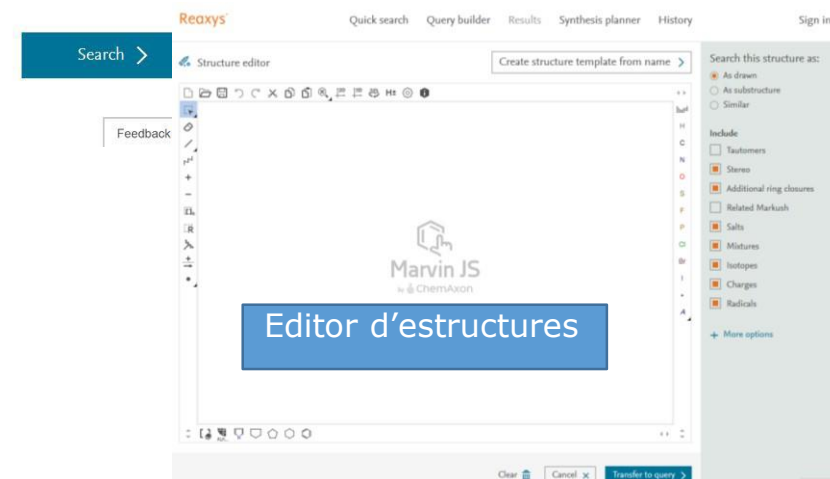 Reaxys
Quick search Query builder Results Synthesis planner History Sign in
Search >
Feedback
Structure editor
Create structure template from name >
H
C
N
O
S
F
P
Cl
Br
I
*
A
Marvin JS
by ChemAxon
Editor d’estructures
Clear
Cancel ×
Transfer to query >
Search this structure as:
As drawn
As substructure
Similar
Include
Tautomers
Stereo
Additional ring closures
Related Markush
Salts
Mixtures
Isotopes
Charges
Radicals
+ More options